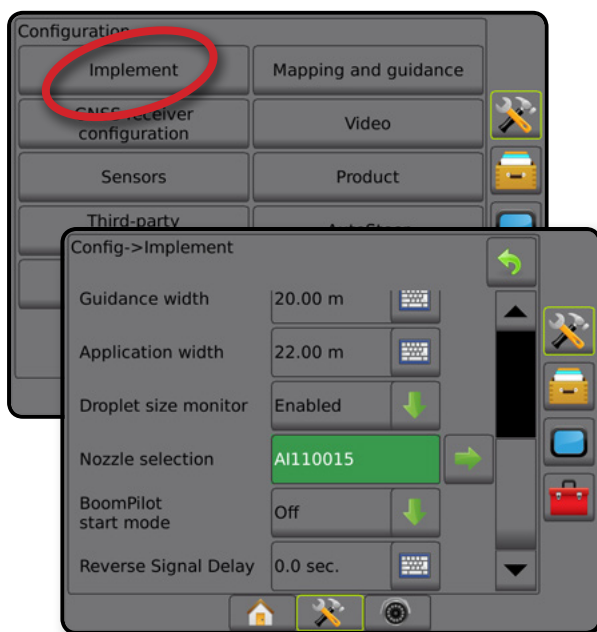 Configuration
Implement
Mapping and guidance
GNSS receiver
configuration
Video
Sensors
Product
Third-party
Config->Implement
Guidance width
20.00 m
Application width
22.00 m
Droplet size monitor
Enabled
Nozzle selection
AI110015
BoomPilot
start mode
Off
Reverse Signal Delay
0.0 sec.